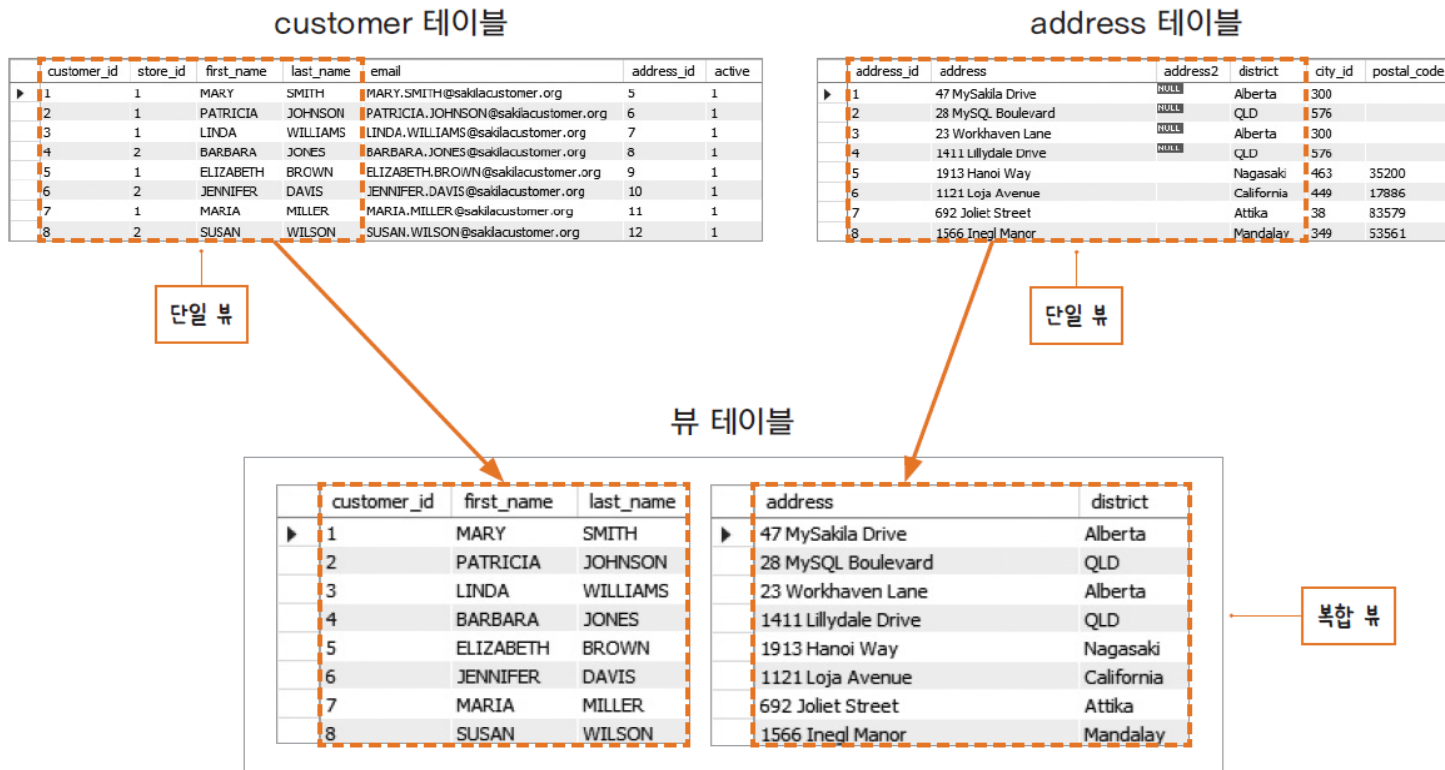 customer 테이블
address 테이블
customer_id store_id first_name last_name email address_id active
1 1 MARY SMITH MARY.SMITH@sakilacustomer.org 5 1
2 1 PATRICIA JOHNSON PATRICIA.JOHNSON@sakilacustomer.org 6 1
3 1 LINDA WILLIAMS LINDA.WILLIAMS@sakilacustomer.org 7 1
4 2 BARBARA JONES BARBARA.JONES@sakilacustomer.org 8 1
5 1 ELIZABETH BROWN ELIZABETH.BROWN@sakilacustomer.org 9 1
6 2 JENNIFER DAVIS JENNIFER.DAVIS@sakilacustomer.org 10 1
7 1 MARIA MILLER MARIA.MILLER@sakilacustomer.org 11 1
8 2 SUSAN WILSON SUSAN.WILSON@sakilacustomer.org 12 1
address_id address address2 district city_id postal_code
1 47 MySakila Drive NULL Alberta 300
2 28 MySQL Boulevard NULL QLD 576
3 23 Workhaven Lane NULL Alberta 300
4 1411 Lillydale Drive NULL QLD 576
5 1913 Hanoi Way Nagasaki 463 35200
6 1121 Loja Avenue California 449 17886
7 692 Joliet Street Attika 38 83579
8 1566 Inegl Manor Mandalay 349 53561
단일 뷰
단일 뷰
뷰 테이블
customer_id first_name last_name
1 MARY SMITH
2 PATRICIA JOHNSON
3 LINDA WILLIAMS
4 BARBARA JONES
5 ELIZABETH BROWN
6 JENNIFER DAVIS
7 MARIA MILLER
8 SUSAN WILSON
address district
47 MySakila Drive Alberta
28 MySQL Boulevard QLD
23 Workhaven Lane Alberta
1411 Lillydale Drive QLD
1913 Hanoi Way Nagasaki
1121 Loja Avenue California
692 Joliet Street Attika
1566 Inegl Manor Mandalay
복합 뷰